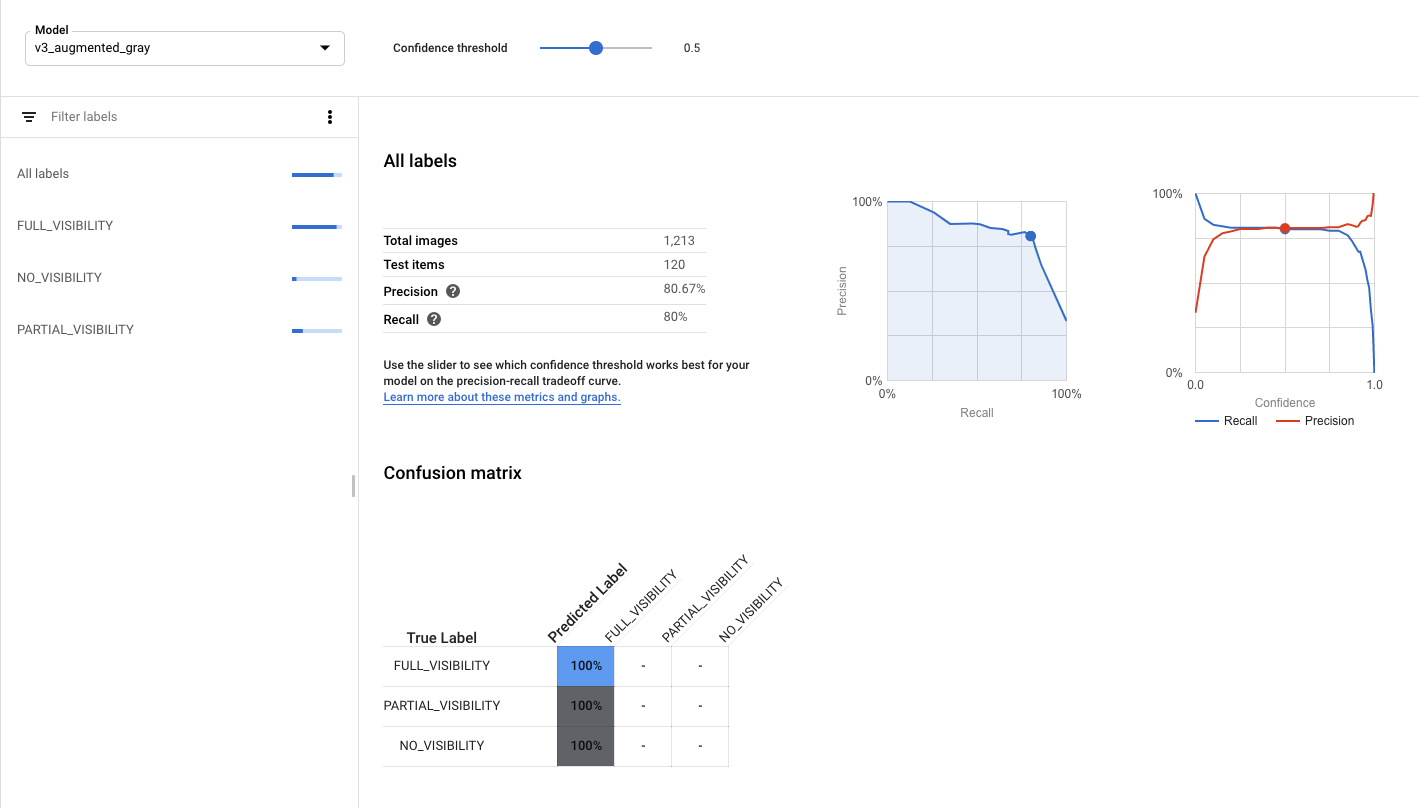 Model
v3_augmented_gray
Confidence threshold
0.5
Filter labels
All labels
FULL_VISIBILITY
NO_VISIBILITY
PARTIAL_VISIBILITY
All labels
Total images 1,213
Test items 120
Precision ? 80.67%
Recall ? 80%
Use the slider to see which confidence threshold works best for your
model on the precision-recall tradeoff curve.
Learn more about these metrics and graphs.
100%
Precision
0%
0% 100%
Recall
100%
0%
0.0 1.0
Confidence
Recall Precision
Confusion matrix
True Label
Predicted Label
FULL_VISIBILITY
PARTIAL_VISIBILITY
NO_VISIBILITY
FULL_VISIBILITY 100% - -
PARTIAL_VISIBILITY 100% - -
NO_VISIBILITY 100% - -